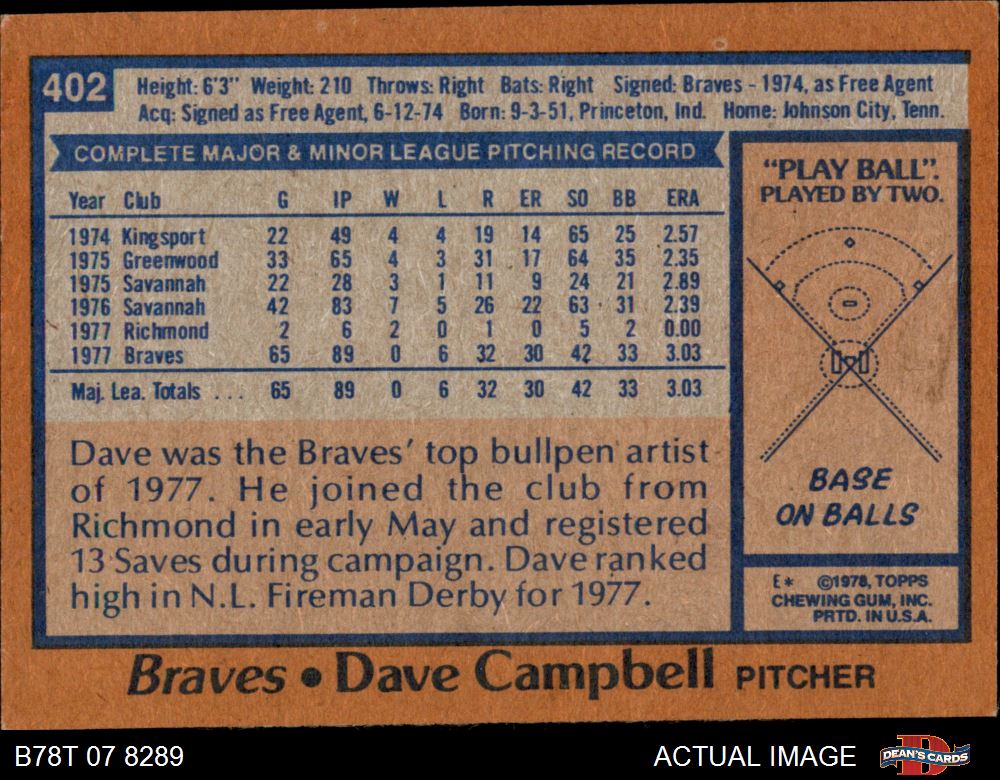 402
Height: 6'3" Weight: 210 Throws: Right Bats: Right Signed: Braves - 1974, as Free Agent
Acq: Signed as Free Agent, 6-12-74 Born: 9-3-51, Princeton, Ind. Home: Johnson City, Tenn.
COMPLETE MAJOR & MINOR LEAGUE PITCHING RECORD
Year Club G IP W L R ER SO BB ERA
1974 Kingsport 22 49 4 4 19 14 65 25 2.57
1975 Greenwood 33 65 4 3 31 17 64 35 2.35
1975 Savannah 22 28 3 1 11 9 24 21 2.89
1976 Savannah 42 83 7 5 26 22 63 31 2.39
1977 Richmond 2 6 2 0 1 0 5 2 0.00
1977 Braves 65 89 0 6 32 30 42 33 3.03
Maj. Lea. Totals ... 65 89 0 6 32 30 42 33 3.03
Dave was the Braves' top bullpen artist
of 1977. He joined the club from
Richmond in early May and registered
13 Saves during campaign. Dave ranked
high in N.L. Fireman Derby for 1977.
"PLAY BALL".
PLAYED BY TWO.
BASE
ON BALLS
E* ©1978, TOPPS
CHEWING GUM, INC.
PRTD. IN U.S.A.
Braves • Dave Campbell PITCHER
B78T 07 8289
ACTUAL IMAGE
D
DEAN'S CARDS